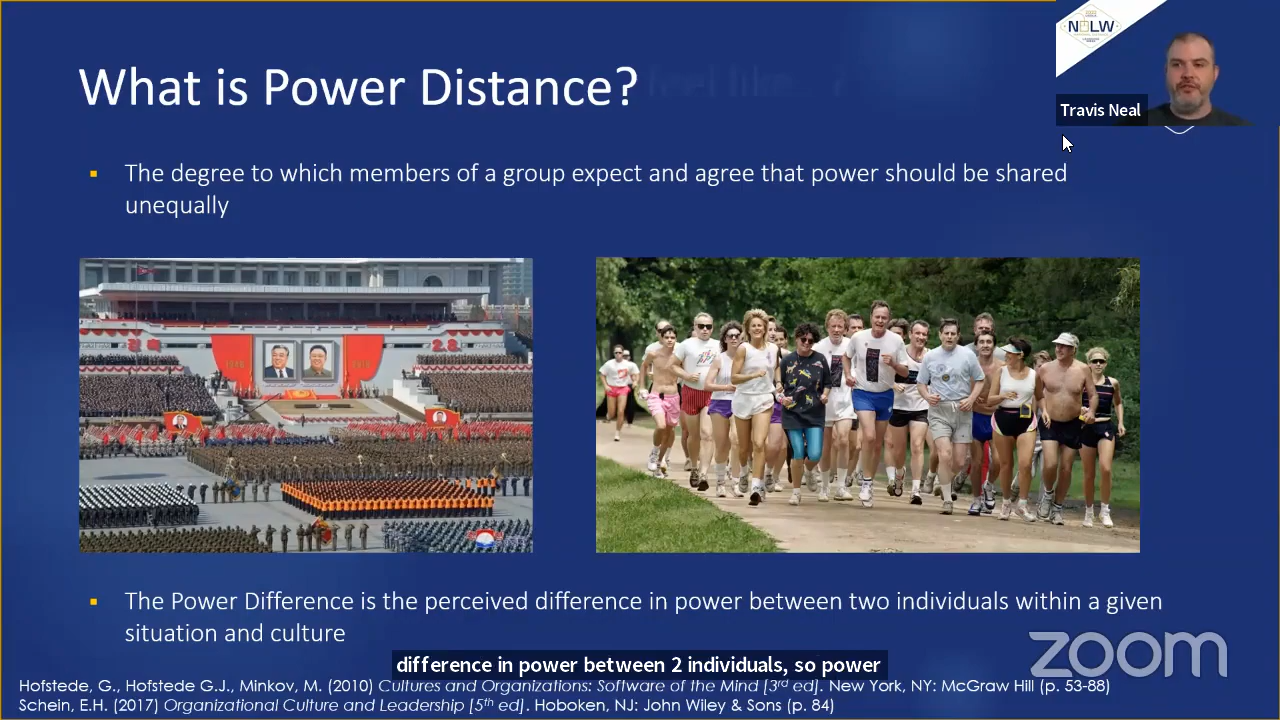 NOLW
What is Power Distance?
Travis Neal
▪ The degree to which members of a group expect and agree that power should be shared
unequally
2.8
▪ The Power Difference is the perceived difference in power between two individuals within a given
situation and culture
zoom
difference in power between 2 individuals, so power
Hofstede, G., Hofstede G.J., Minkov, M. (2010) Cultures and Organizations: Software of the Mind [3rd ed]. New York, NY: McGraw Hill (p. 53-88)
Schein, E.H. (2017) Organizational Culture and Leadership [5th ed]. Hoboken, NJ: John Wiley & Sons (p. 84)